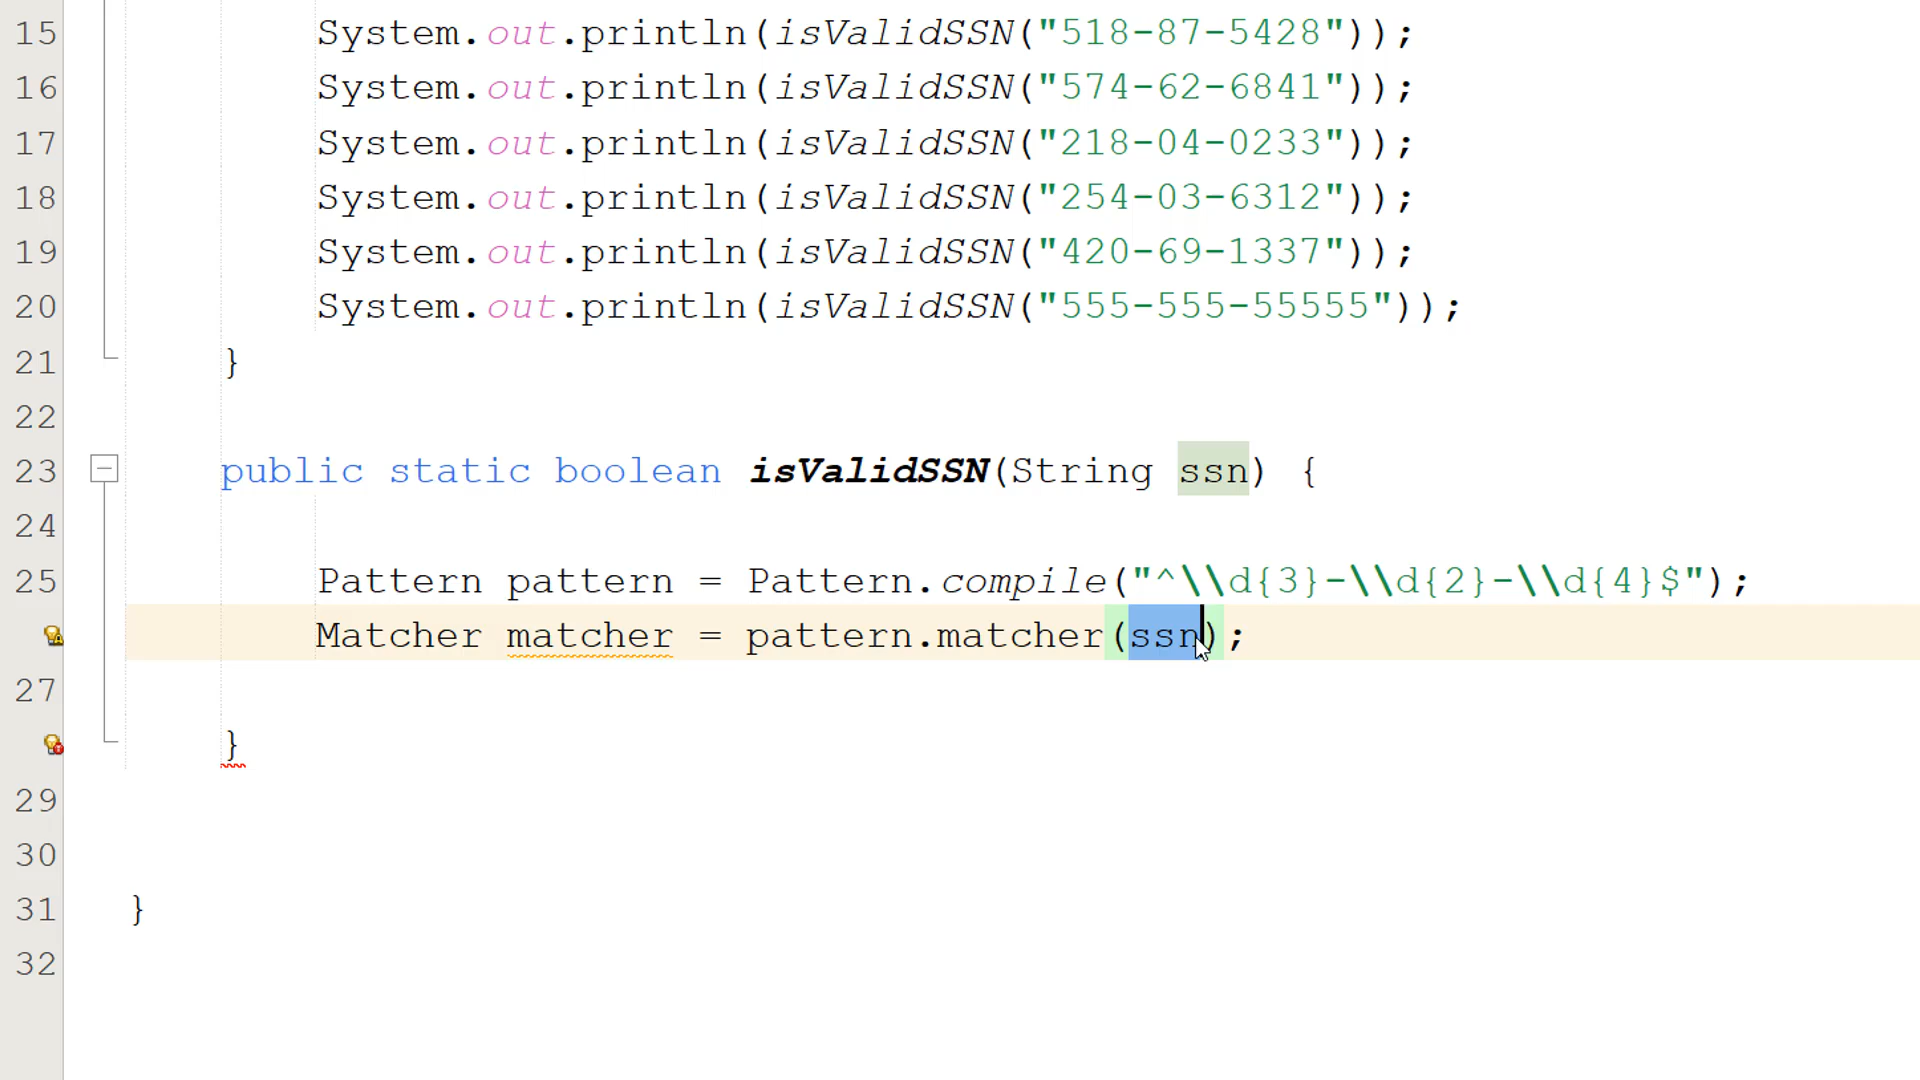 15 System.out.println(isValidSSN("518-87-5428"));
16 System.out.println(isValidSSN("574-62-6841"));
17 System.out.println(isValidSSN("218-04-0233"));
18 System.out.println(isValidSSN("254-03-6312"));
19 System.out.println(isValidSSN("420-69-1337"));
20 System.out.println(isValidSSN("555-555-55555"));
21 }
22
23 public static boolean isValidSSN(String ssn) {
24
25 Pattern pattern = Pattern.compile("^\\d{3}-\\d{2}-\\d{4}$");
Matcher matcher = pattern.matcher(ssn);
27
}
29
30
31 }
32